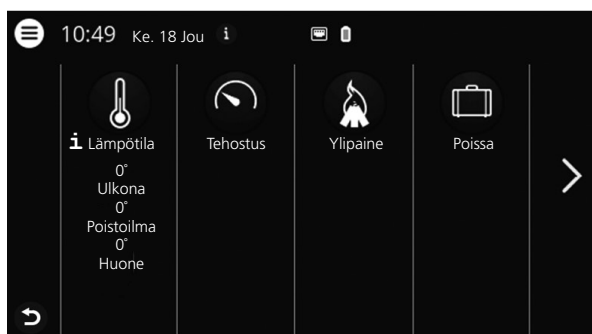 10:49 Ke. 18 Jou i
i Lämpötila
0°
Ulkona
0°
Poistoilma
0°
Huone
Tehostus
Ylipaine
Poissa